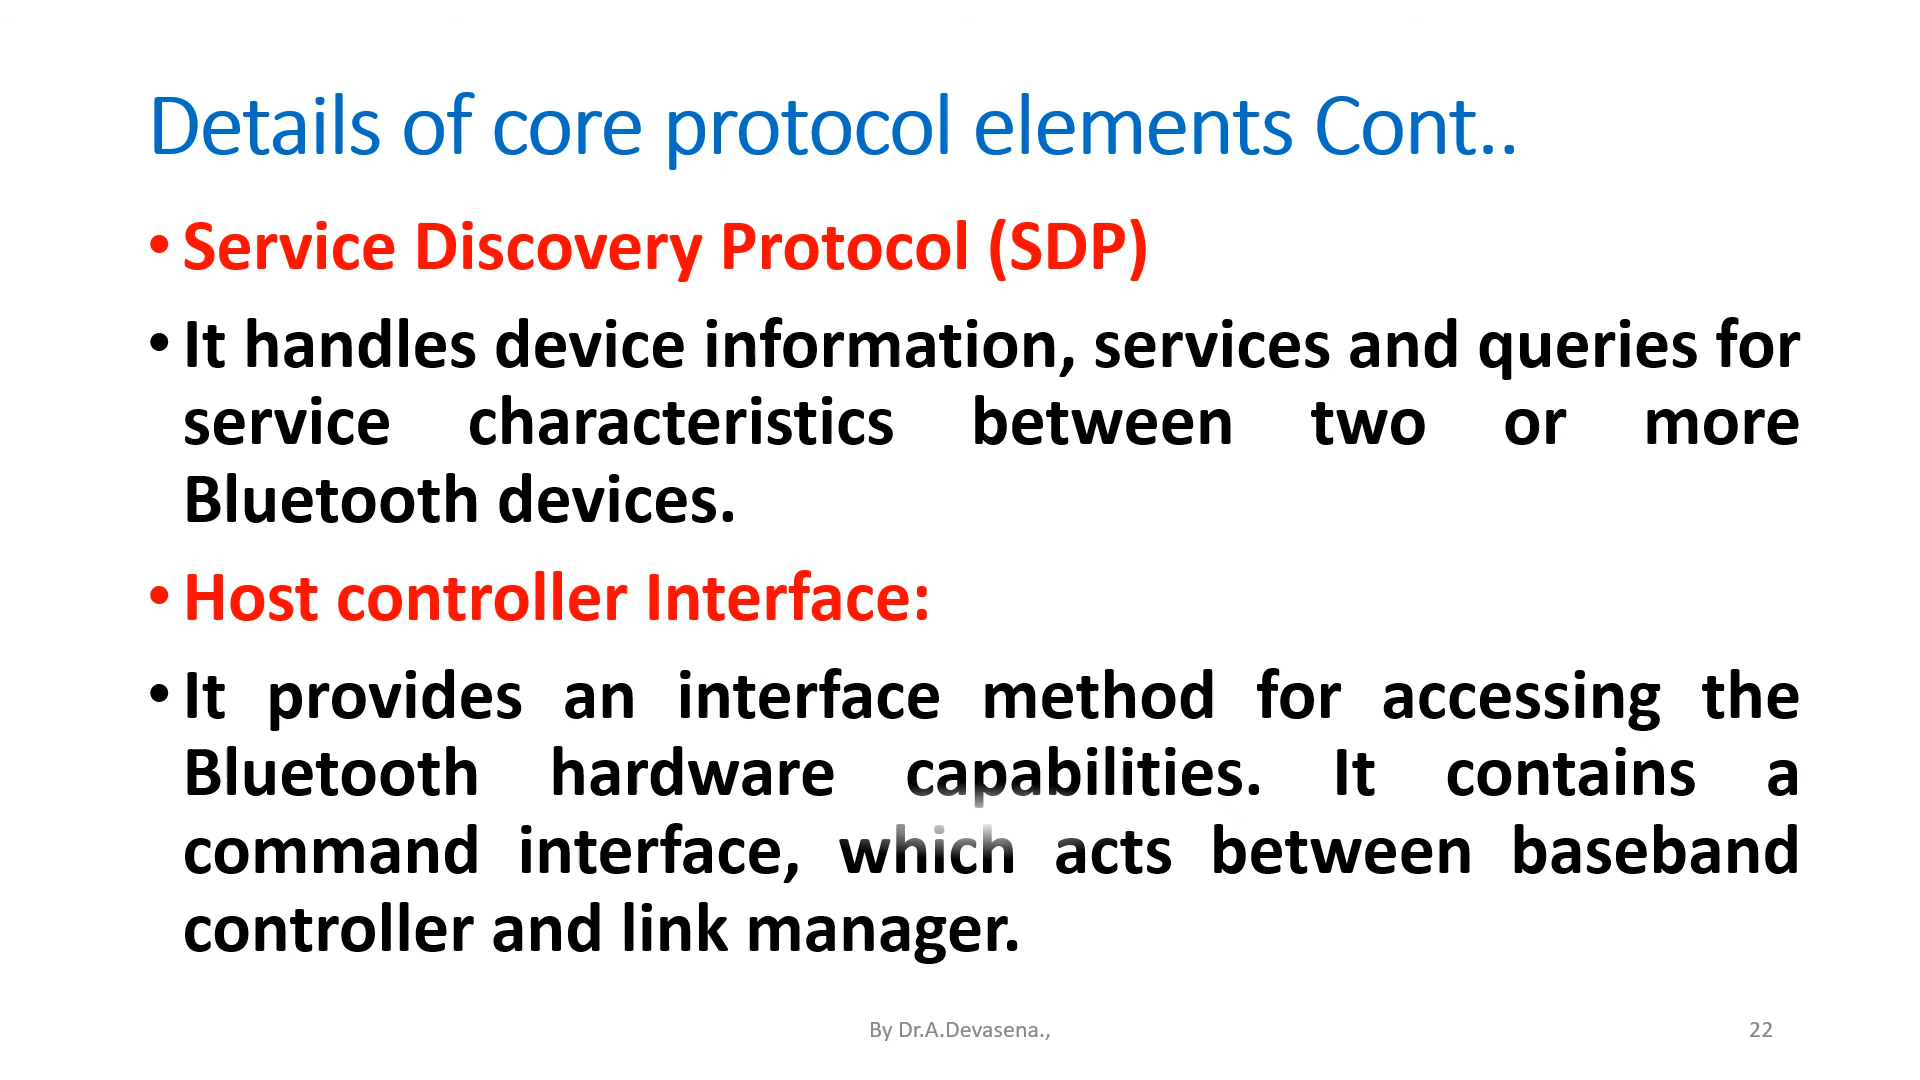 Details of core protocol elements Cont..
• Service Discovery Protocol (SDP)
• It handles device information, services and queries for
service characteristics between two or more
Bluetooth devices.
• Host controller Interface:
• It provides an interface method for accessing the
Bluetooth hardware capabilities. It contains a
command interface, which acts between baseband
controller and link manager.
By Dr.A.Devasena.,
22